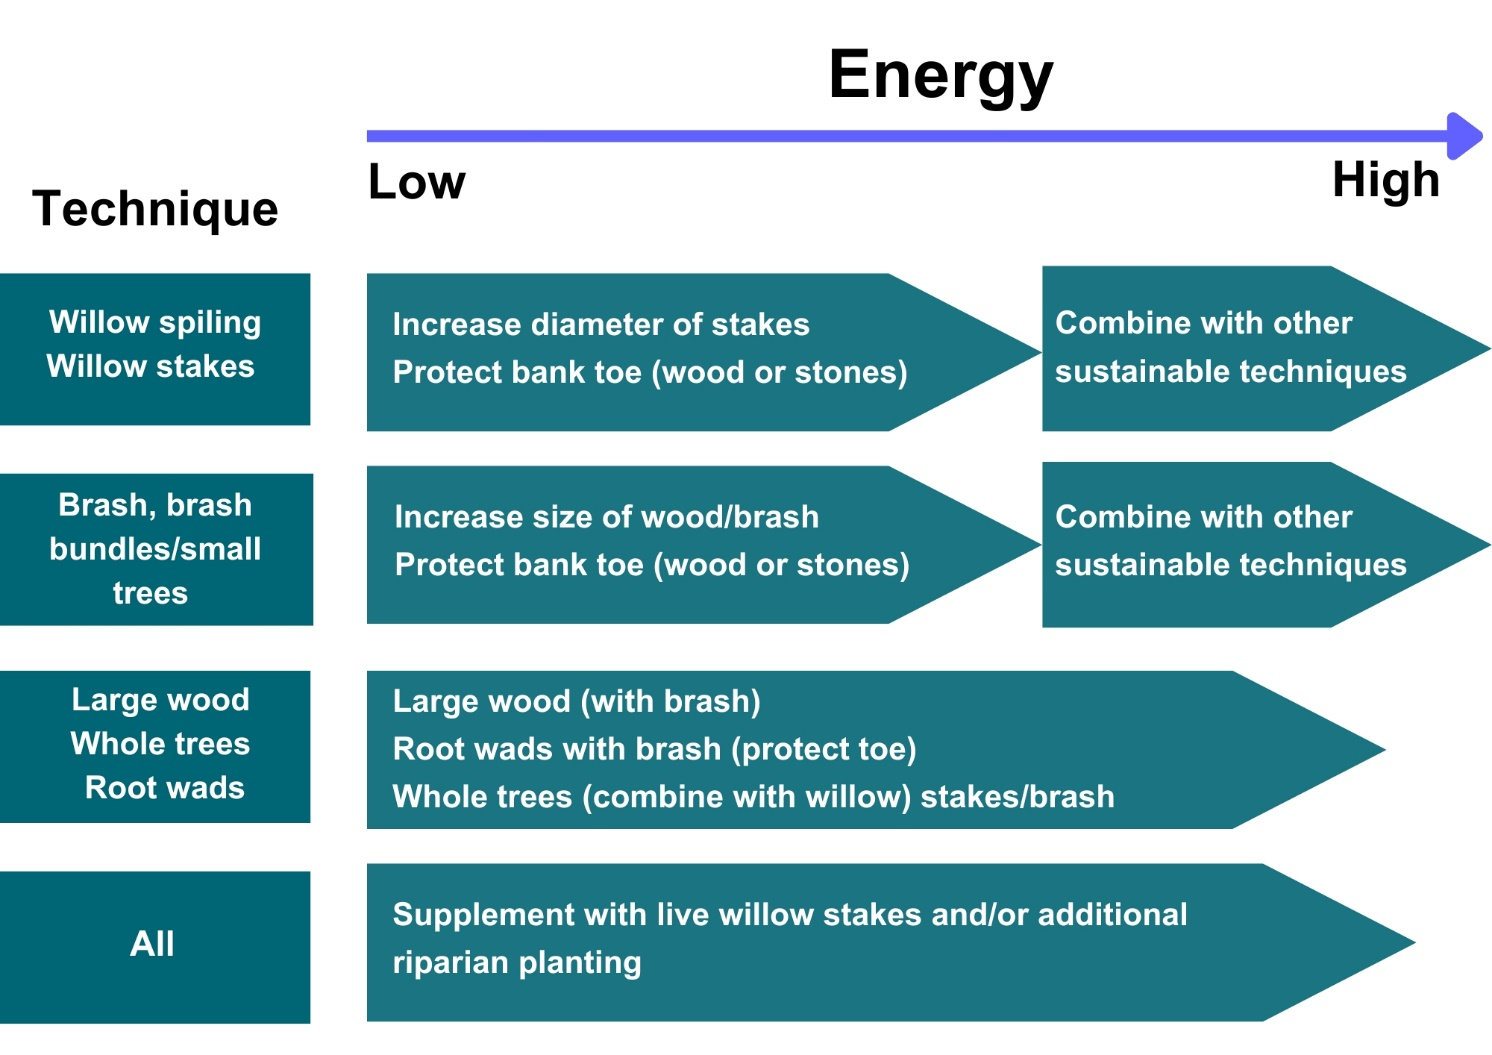 Energy
Low
High
Technique
Willow spiling
Willow stakes
Increase diameter of stakes
Protect bank toe (wood or stones)
Combine with other
sustainable techniques
Brash, brash
bundles/small
trees
Increase size of wood/brash
Protect bank toe (wood or stones)
Combine with other
sustainable techniques
Large wood
Whole trees
Root wads
Large wood (with brash)
Root wads with brash (protect toe)
Whole trees (combine with willow) stakes/brash
All
Supplement with live willow stakes and/or additional
riparian planting